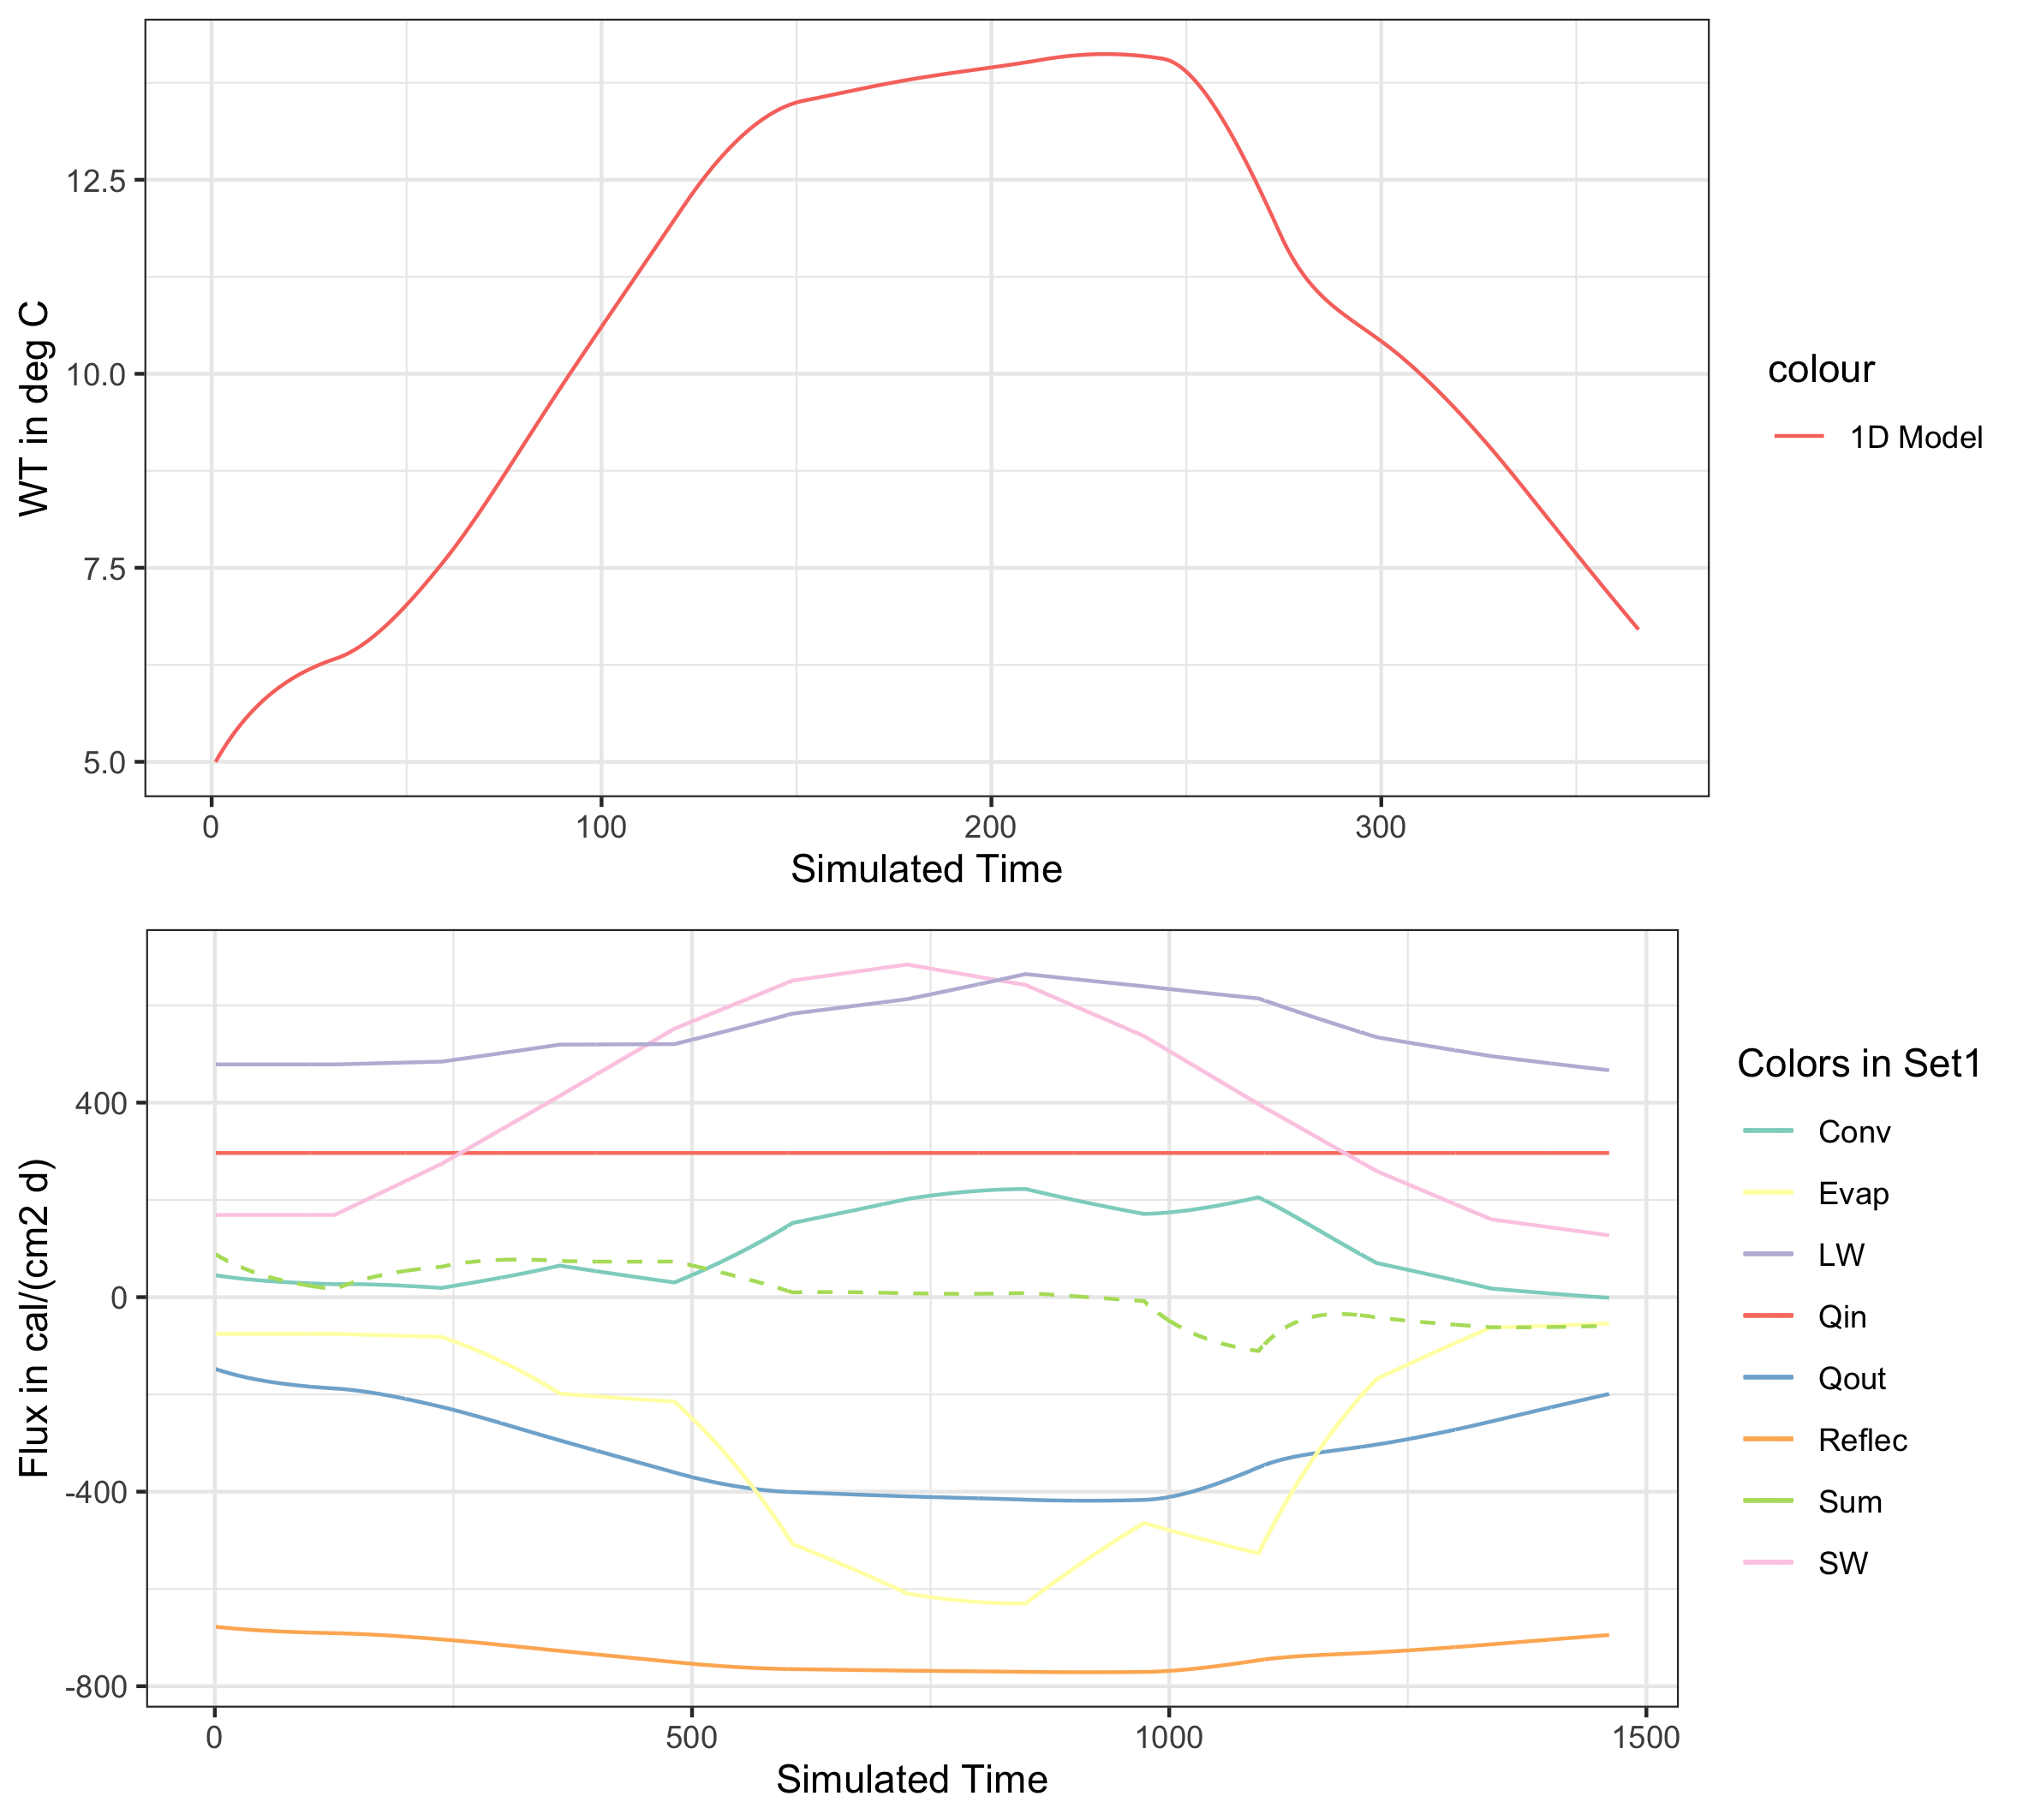 12.5
10.0
7.5
5.0
WT in deg C
0 100 200 300
Simulated Time
colour
1D Model
400
0
-400
-800
Flux in cal/(cm2 d)
0 500 1000 1500
Simulated Time
Colors in Set1
Conv
Evap
LW
Qin
Qout
Reflec
Sum
SW